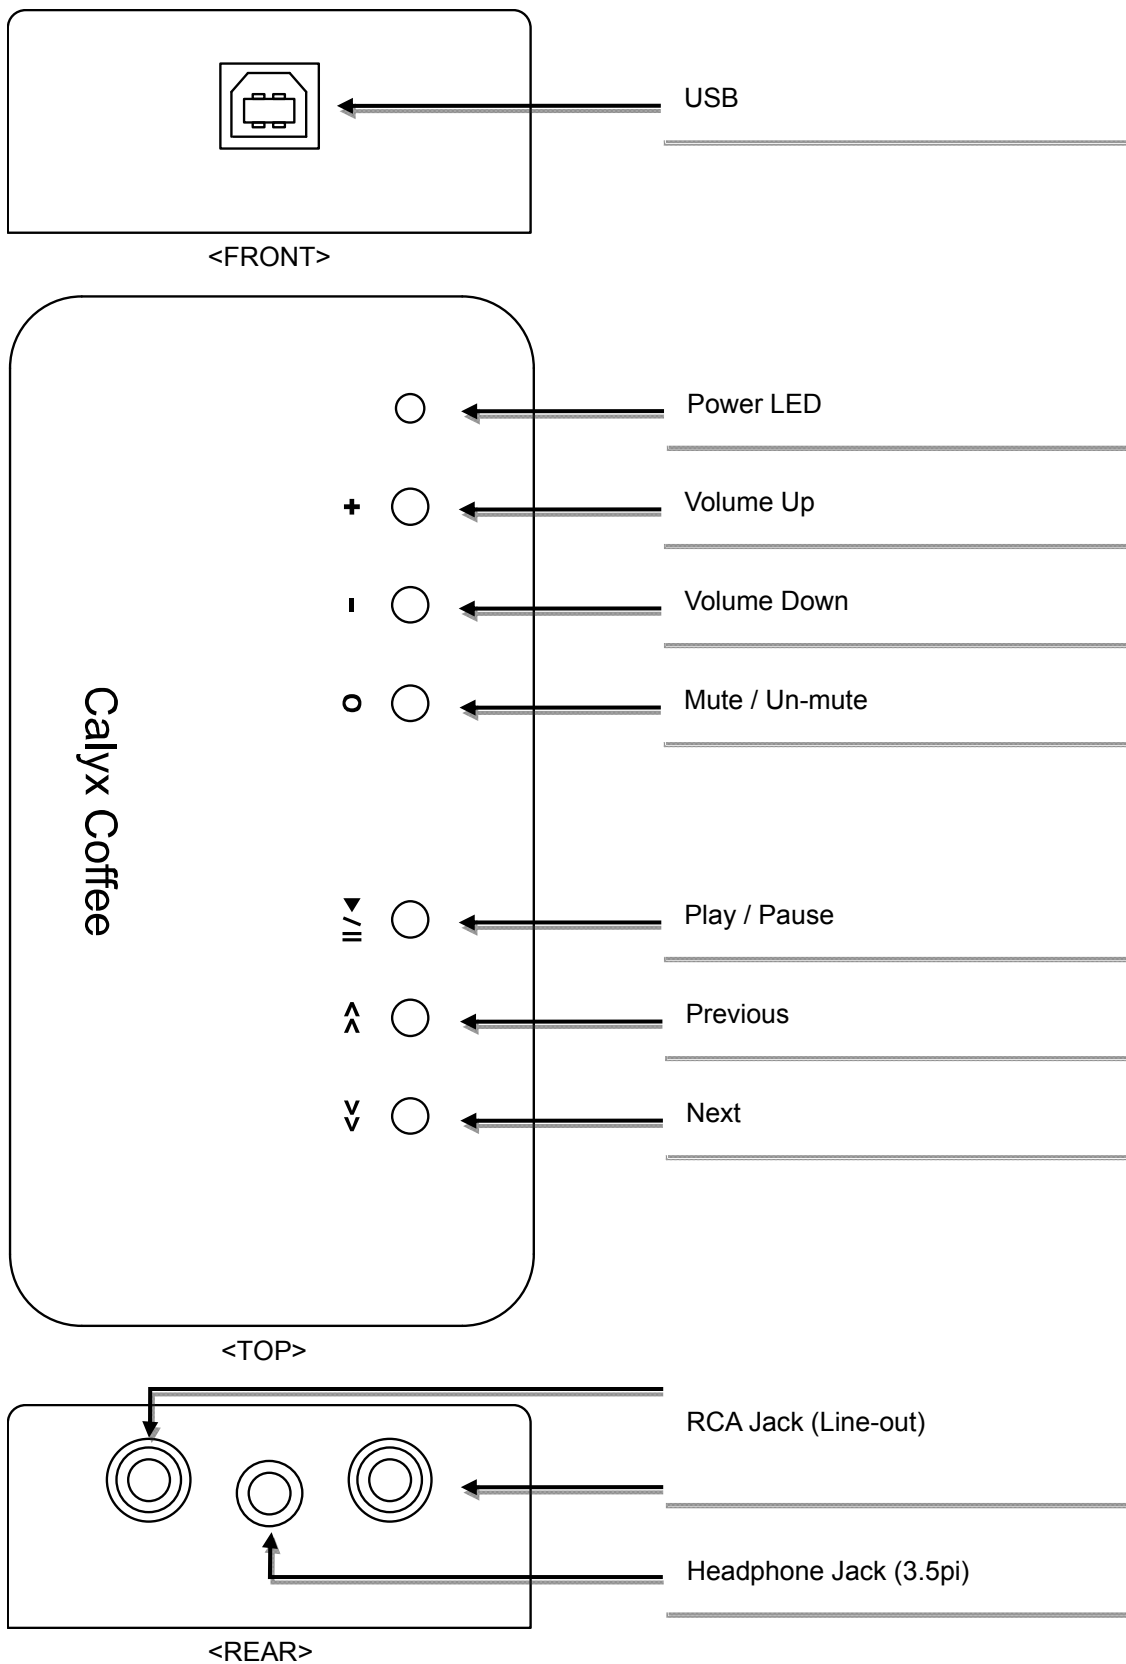 USB
<FRONT>
Power LED
+
Volume Up
-
Volume Down
o
Mute / Un-mute
Calyx Coffee
▶/II
Play / Pause
<<
Previous
>>
Next
<TOP>
RCA Jack (Line-out)
Headphone Jack (3.5pi)
<REAR>